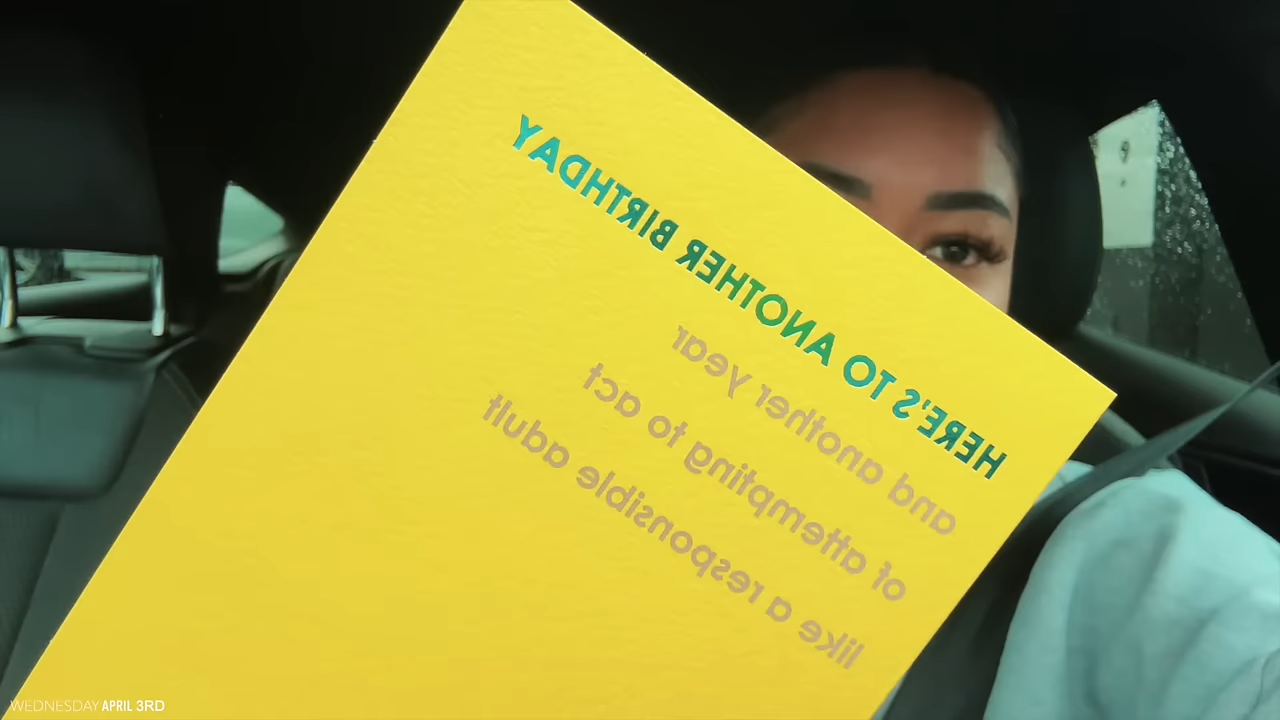 HERE'S TO ANOTHER BIRTHDAY
and another year
of attempting to act
like a responsible adult
WEDNESDAY APRIL 3RD